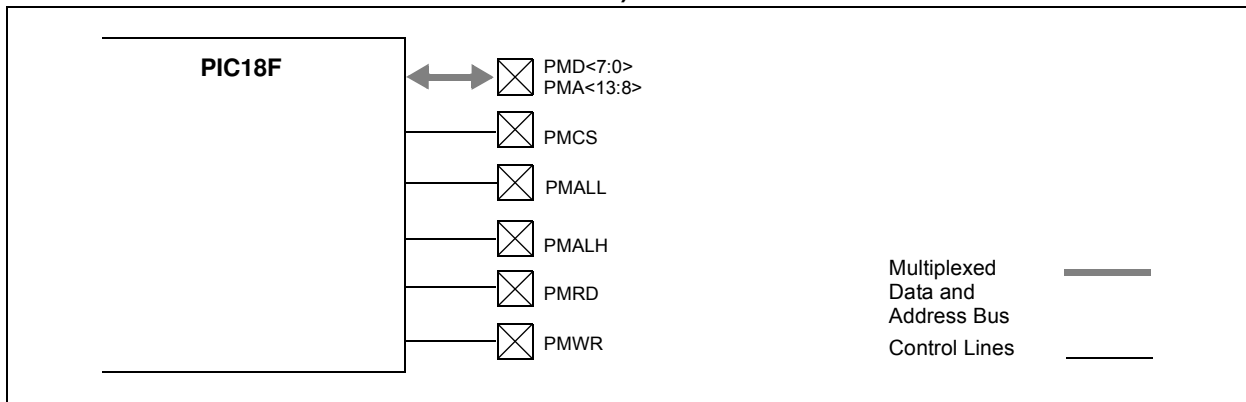 PIC18F
PMD<7:0>
PMA<13:8>
PMCS
PMALL
PMALH
PMRD
PMWR
Multiplexed
Data and
Address Bus
Control Lines